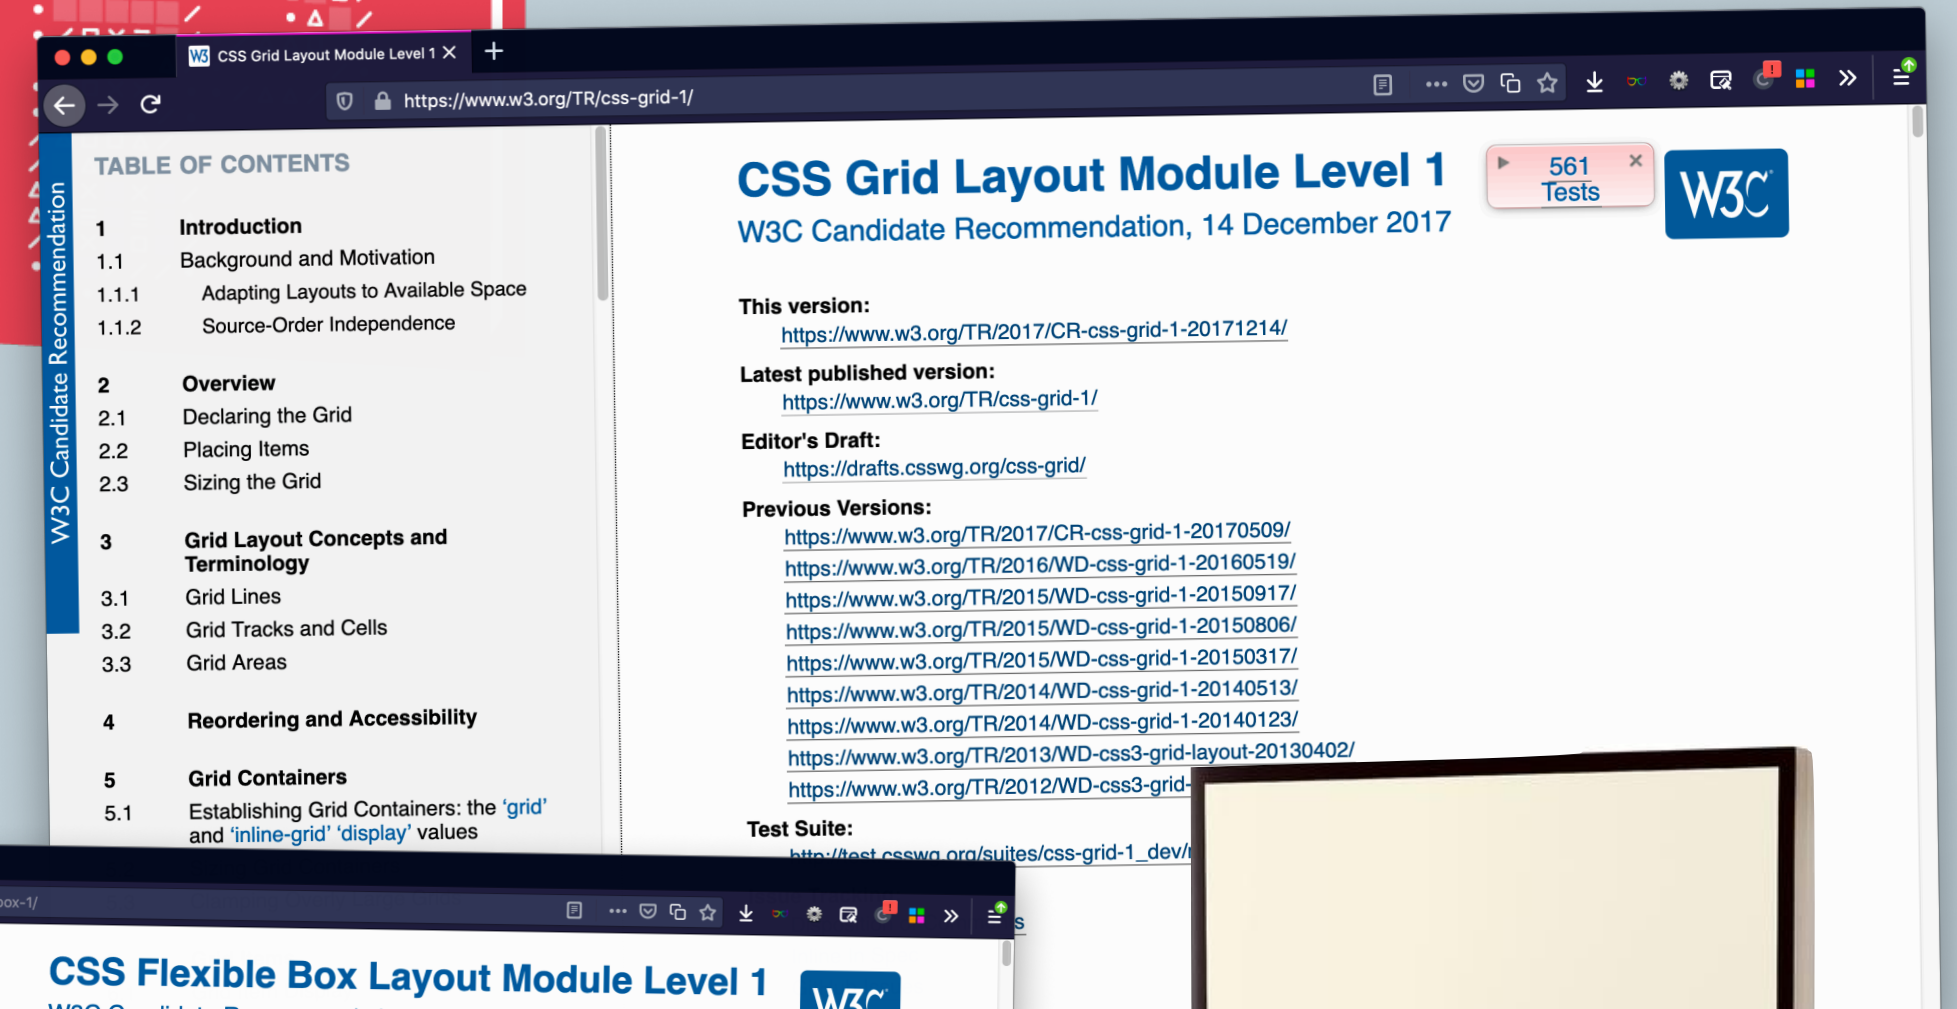 CSS Grid Layout Module Level 1
https://www.w3.org/TR/css-grid-1/
W3C Candidate Recommendation
TABLE OF CONTENTS
1 Introduction
1.1 Background and Motivation
1.1.1 Adapting Layouts to Available Space
1.1.2 Source-Order Independence
2 Overview
2.1 Declaring the Grid
2.2 Placing Items
2.3 Sizing the Grid
3 Grid Layout Concepts and
Terminology
3.1 Grid Lines
3.2 Grid Tracks and Cells
3.3 Grid Areas
4 Reordering and Accessibility
5 Grid Containers
5.1 Establishing Grid Containers: the ‘grid’
and ‘inline-grid’ ‘display’ values
CSS Grid Layout Module Level 1
W3C Candidate Recommendation, 14 December 2017
561
Tests
W3C
This version:
https://www.w3.org/TR/2017/CR-css-grid-1-20171214/
Latest published version:
https://www.w3.org/TR/css-grid-1/
Editor's Draft:
https://drafts.csswg.org/css-grid/
Previous Versions:
https://www.w3.org/TR/2017/CR-css-grid-1-20170509/
https://www.w3.org/TR/2016/WD-css-grid-1-20160519/
https://www.w3.org/TR/2015/WD-css-grid-1-20150917/
https://www.w3.org/TR/2015/WD-css-grid-1-20150806/
https://www.w3.org/TR/2015/WD-css-grid-1-20150317/
https://www.w3.org/TR/2014/WD-css-grid-1-20140513/
https://www.w3.org/TR/2014/WD-css-grid-1-20140123/
https://www.w3.org/TR/2013/WD-css3-grid-layout-20130402/
https://www.w3.org/TR/2012/WD-css3-grid-
Test Suite:
http://test.csswg.org/suites/css-grid-1_dev/
s
ox-1/
CSS Flexible Box Layout Module Level 1
W3C
W3C Candidate Recommendation